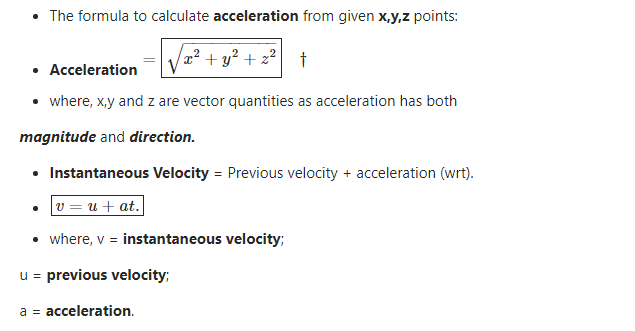 • The formula to calculate acceleration from given x,y,z points:
• Acceleration = √(x² + y² + z²) †
• where, x,y and z are vector quantities as acceleration has both
magnitude and direction.
• Instantaneous Velocity = Previous velocity + acceleration (wrt).
• v = u + at.
• where, v = instantaneous velocity;
u = previous velocity;
a = acceleration.